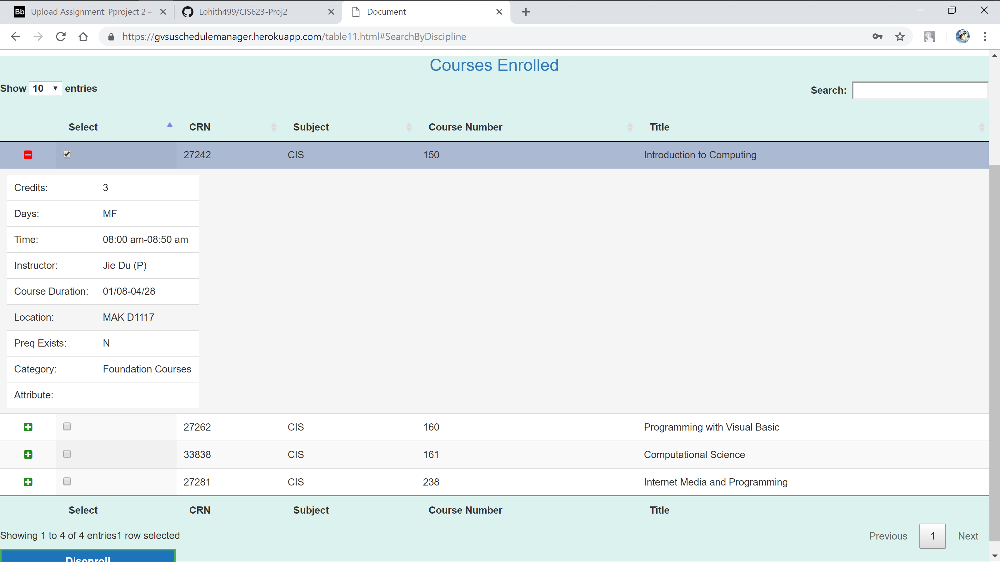 Bb Upload Assignment: Pproject 2 – Lohith499/CIS623-Proj2 Document
https://gvsuschedulemanager.herokuapp.com/table11.html#SearchByDiscipline
Courses Enrolled
Show 10 entries Search:
Select CRN Subject Course Number Title
27242 CIS 150 Introduction to Computing
Credits: 3
Days: MF
Time: 08:00 am-08:50 am
Instructor: Jie Du (P)
Course Duration: 01/08-04/28
Location: MAK D1117
Preq Exists: N
Category: Foundation Courses
Attribute:
27262 CIS 160 Programming with Visual Basic
33838 CIS 161 Computational Science
27281 CIS 238 Internet Media and Programming
Select CRN Subject Course Number Title
Showing 1 to 4 of 4 entries1 row selected Previous 1 Next
Disenroll